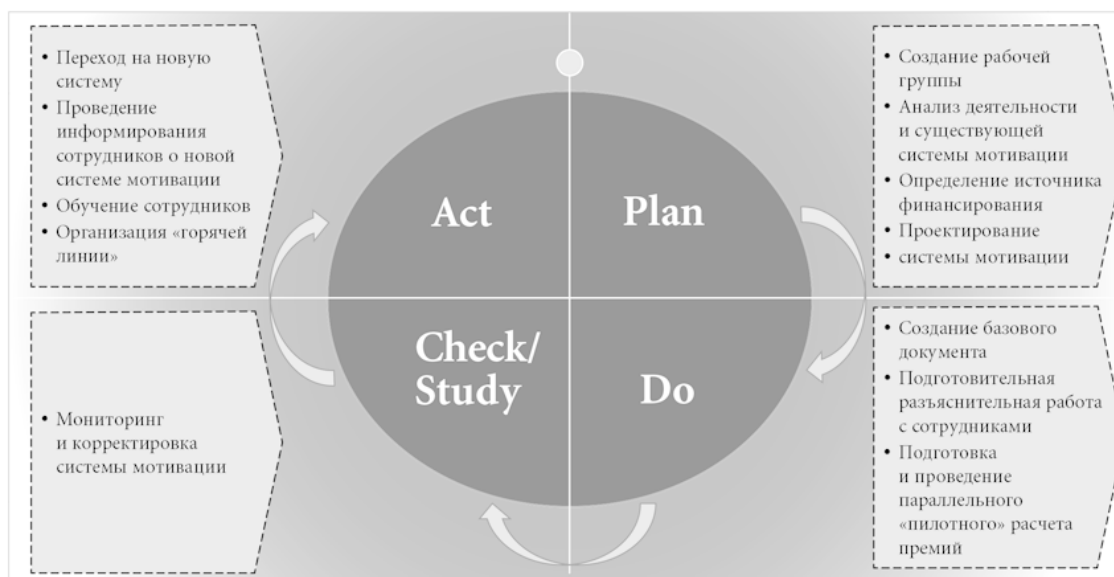 • Переход на новую
систему
• Проведение
информирования
сотрудников о новой
системе мотивации
• Обучение сотрудников
• Организация «горячей
линии»
Act
Plan
• Создание рабочей
группы
• Анализ деятельности
и существующей
системы мотивации
• Определение источника
финансирования
• Проектирование
• системы мотивации
• Мониторинг
и корректировка
системы мотивации
Check/
Study
Do
• Создание базового
документа
• Подготовительная
разъяснительная работа
с сотрудниками
• Подготовка
и проведение
параллельного
«пилотного» расчета
премий